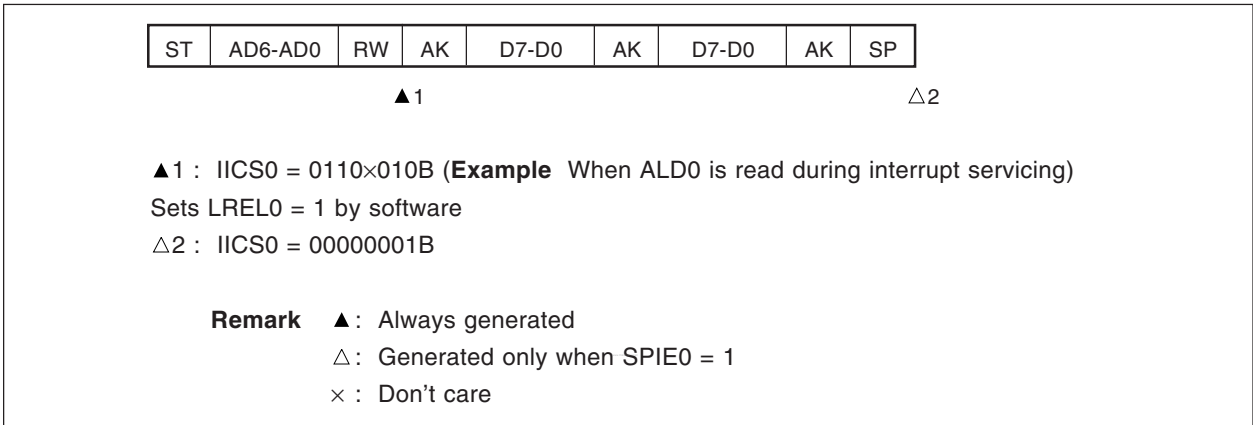 ST AD6-AD0 RW AK D7-D0 AK D7-D0 AK SP
▲1 △2
▲1 : IICS0 = 0110×010B (Example When ALD0 is read during interrupt servicing)
Sets LREL0 = 1 by software
△2 : IICS0 = 00000001B
Remark ▲ : Always generated
△ : Generated only when SPIE0 = 1
× : Don't care